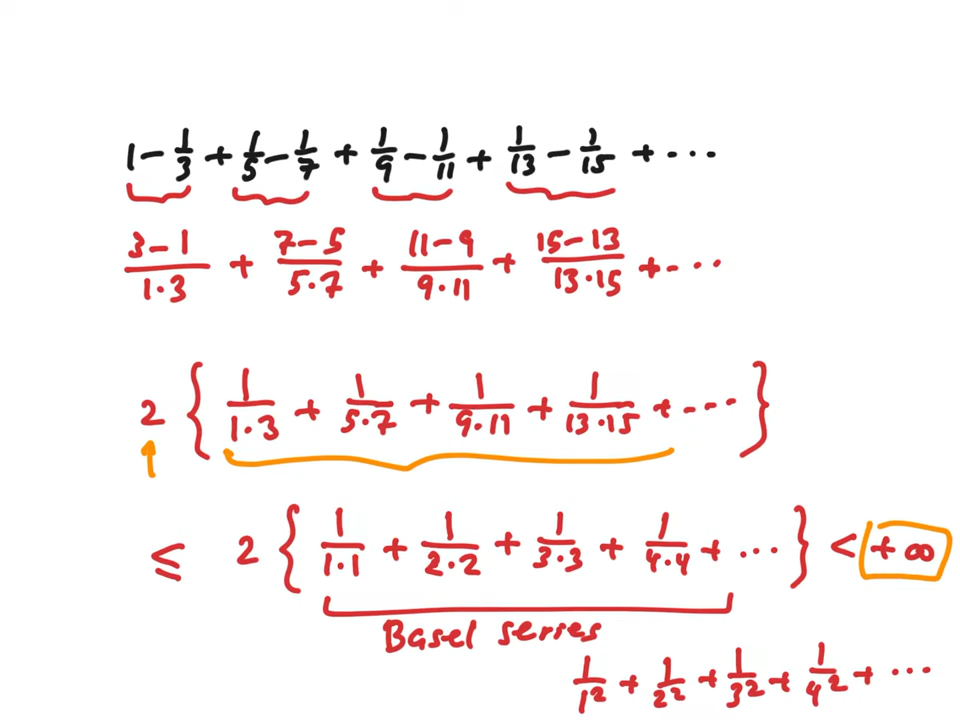 1 − 1/3 + 1/5 − 1/7 + 1/9 − 1/11 + 1/13 − 1/15 + ⋯
(3−1)/(1·3) + (7−5)/(5·7) + (11−9)/(9·11) + (15−13)/(13·15) + ⋯
2 { 1/(1·3) + 1/(5·7) + 1/(9·11) + 1/(13·15) + ⋯ }
≤ 2 { 1/(1·1) + 1/(2·2) + 1/(3·3) + 1/(4·4) + ⋯ } < +∞
Basel series
1/1² + 1/2² + 1/3² + 1/4² + ⋯